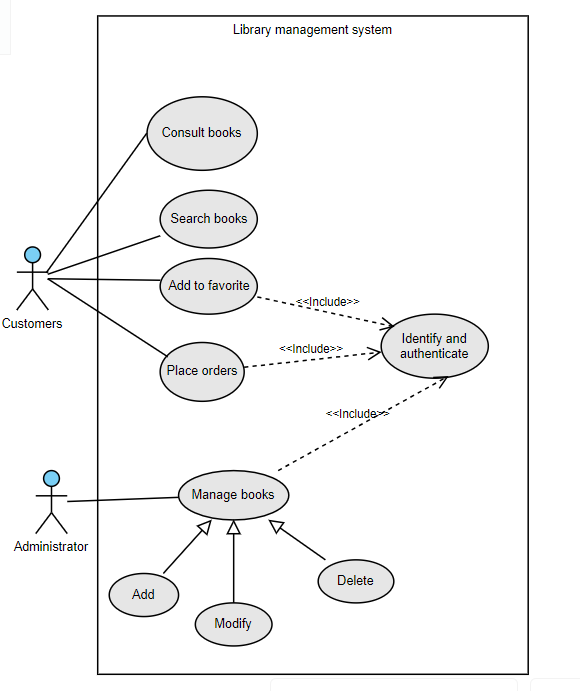 Library management system
Consult books
Search books
Add to favorite
<<Include>>
Customers
Identify and
authenticate
<<Include>>
Place orders
<<Include>>
Manage books
Administrator
Delete
Add
Modify